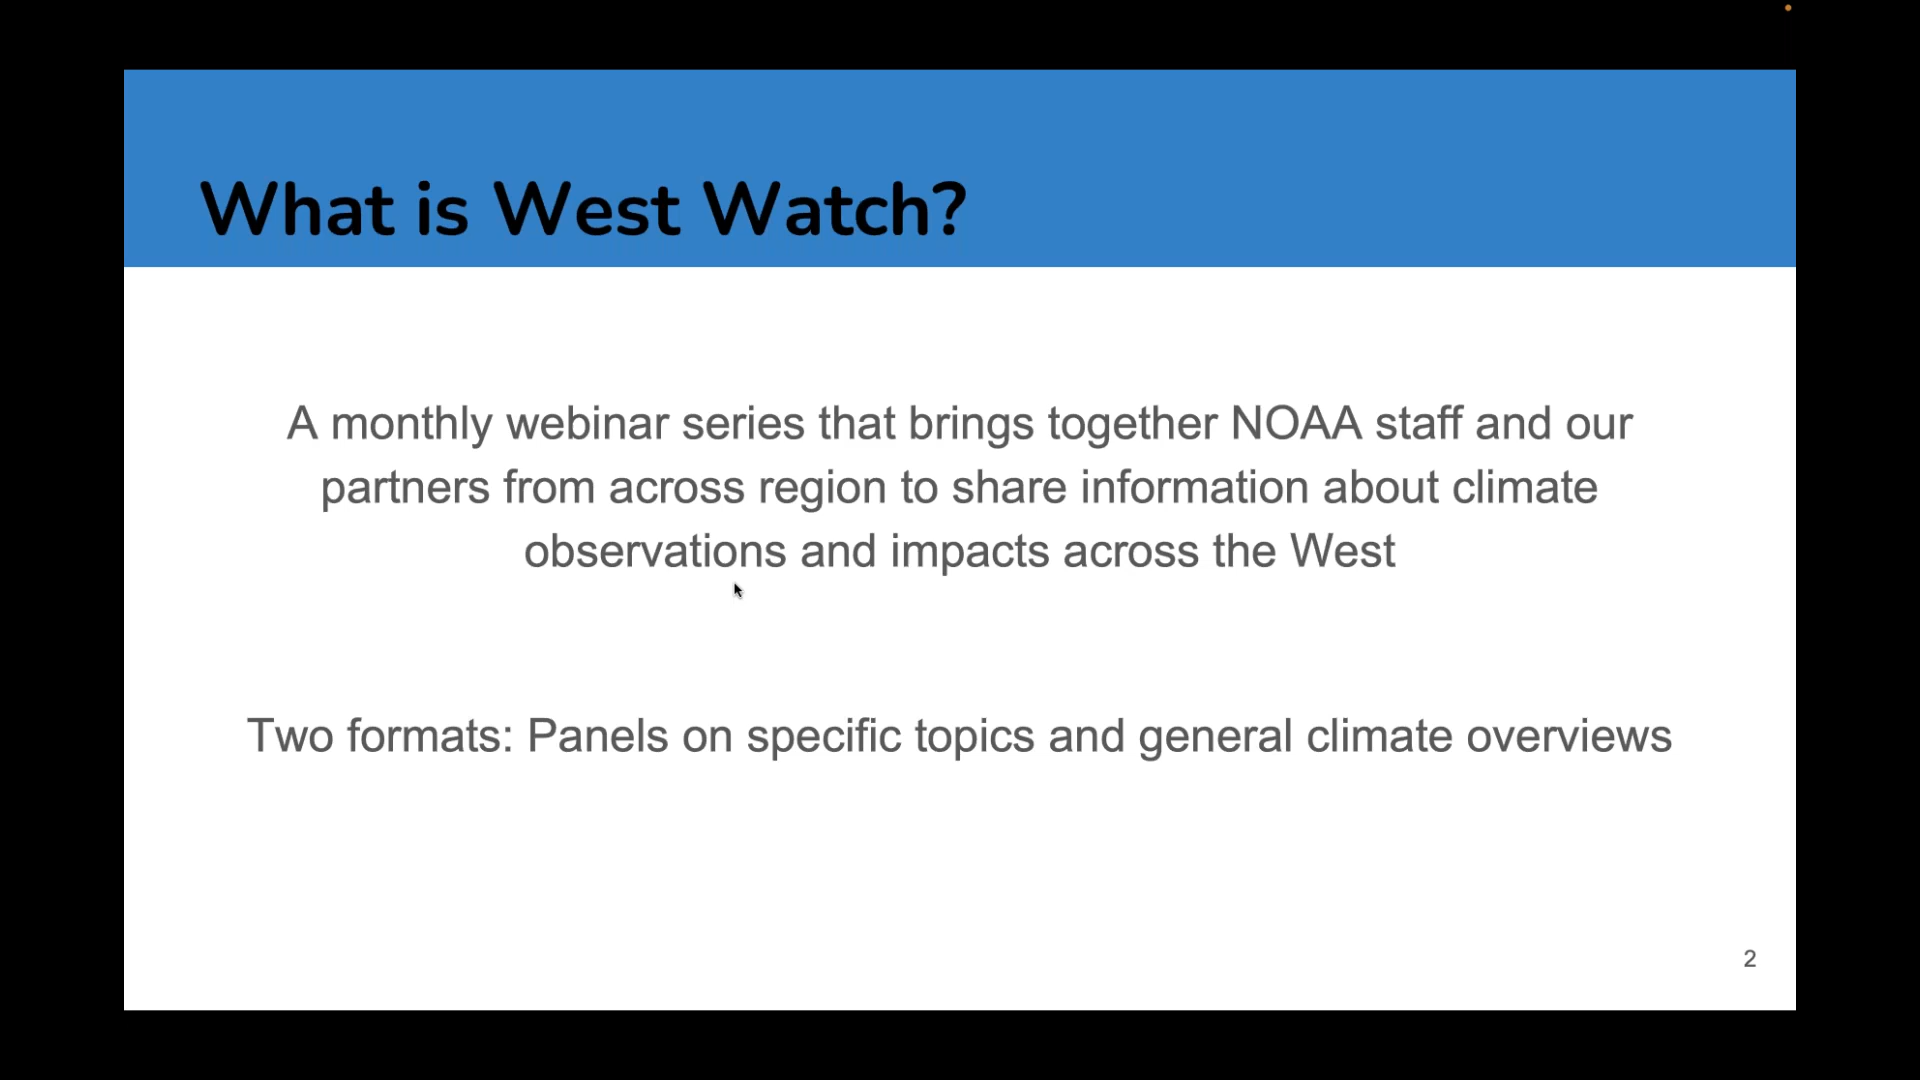 What is West Watch?
A monthly webinar series that brings together NOAA staff and our
partners from across region to share information about climate
observations and impacts across the West
Two formats: Panels on specific topics and general climate overviews
2